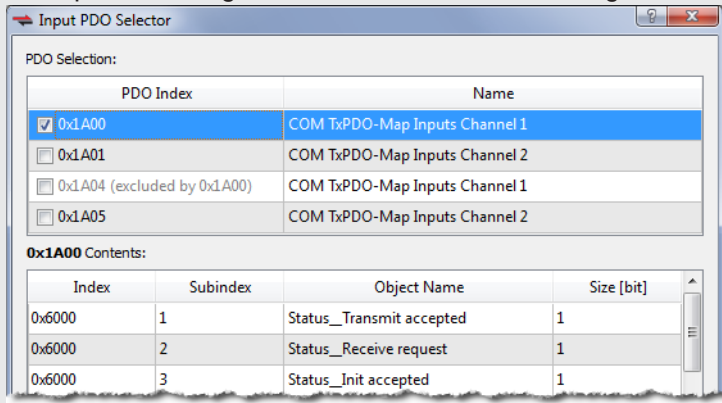 Input PDO Selector
PDO Selection:
PDO Index Name
0x1A00 COM TxPDO-Map Inputs Channel 1
0x1A01 COM TxPDO-Map Inputs Channel 2
0x1A04 (excluded by 0x1A00) COM TxPDO-Map Inputs Channel 1
0x1A05 COM TxPDO-Map Inputs Channel 2
0x1A00 Contents:
Index Subindex Object Name Size [bit]
0x6000 1 Status__Transmit accepted 1
0x6000 2 Status__Receive request 1
0x6000 3 Status__Init accepted 1